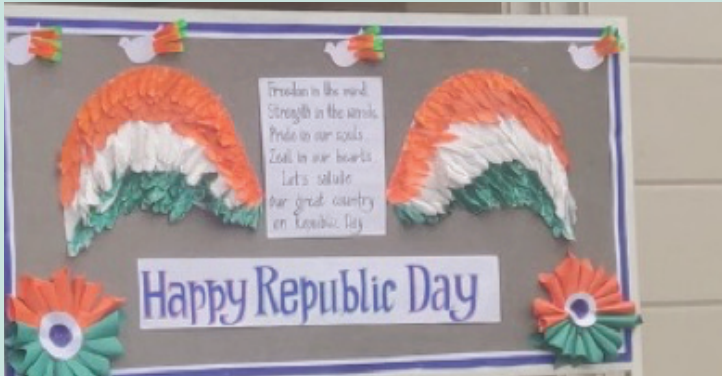 Freedom in the mind,
Strength in the words,
Pride in our souls,
Zeal in our hearts
Let's salute
Our great country
on Republic Day
Happy Republic Day